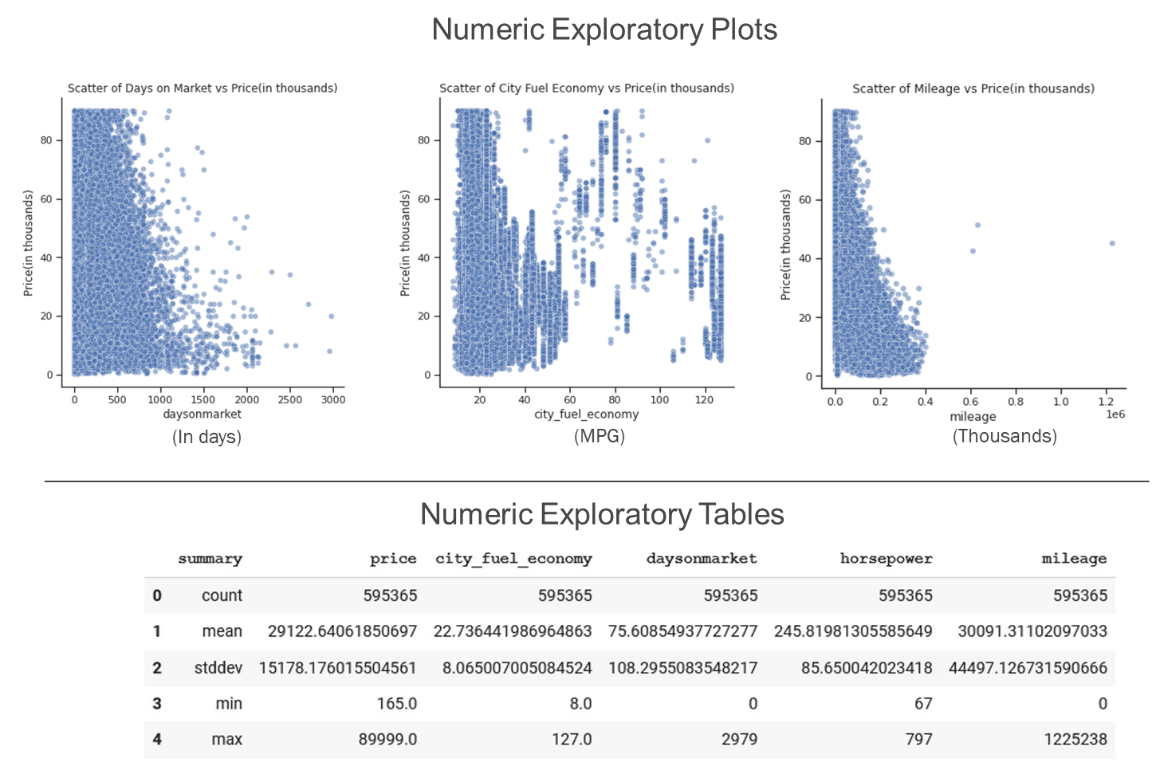 Numeric Exploratory Plots
Scatter of Days on Market vs Price(in thousands)
Price(in thousands)
80
60
40
20
0
0 500 1000 1500 2000 2500 3000
daysonmarket
(In days)
Scatter of City Fuel Economy vs Price(in thousands)
Price(in thousands)
80
60
40
20
0
20 40 60 80 100 120
city_fuel_economy
(MPG)
Scatter of Mileage vs Price(in thousands)
Price(in thousands)
80
60
40
20
0
0.0 0.2 0.4 0.6 0.8 1.0 1.2
1e6
mileage
(Thousands)
Numeric Exploratory Tables
summary price city_fuel_economy daysonmarket horsepower mileage
0 count 595365 595365 595365 595365 595365
1 mean 29122.64061850697 22.736441986964863 75.60854937727277 245.81981305585649 30091.31102097033
2 stddev 15178.176015504561 8.065007005084524 108.2955083548217 85.650042023418 44497.126731590666
3 min 165.0 8.0 0 67 0
4 max 89999.0 127.0 2979 797 1225238